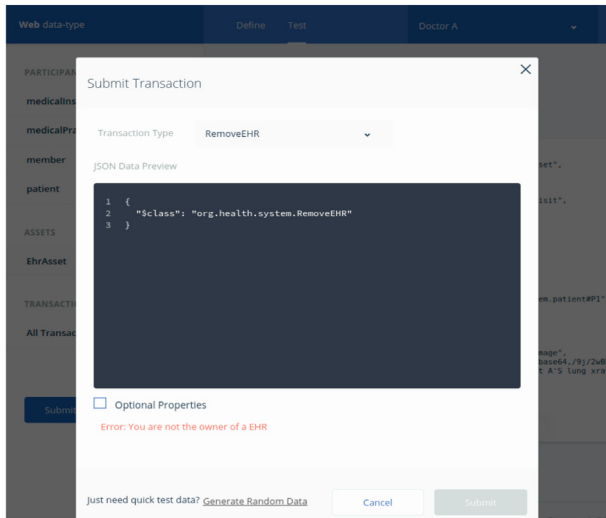 Web data-type Define Test Doctor A
Submit Transaction
PARTICIPAN
medicalIns
medicalPra
member
patient
ASSETS
EhrAsset
TRANSACTI
All Transac
Submit
Transaction Type RemoveEHR
JSON Data Preview
1 {
2 "$class": "org.health.system.RemoveEHR"
3 }
Optional Properties
Error: You are not the owner of a EHR
Just need quick test data? Generate Random Data Cancel Submit
set",
isit",
em.patient#P1"
mage",
base64,/9j/2wB
t A'S lung xra